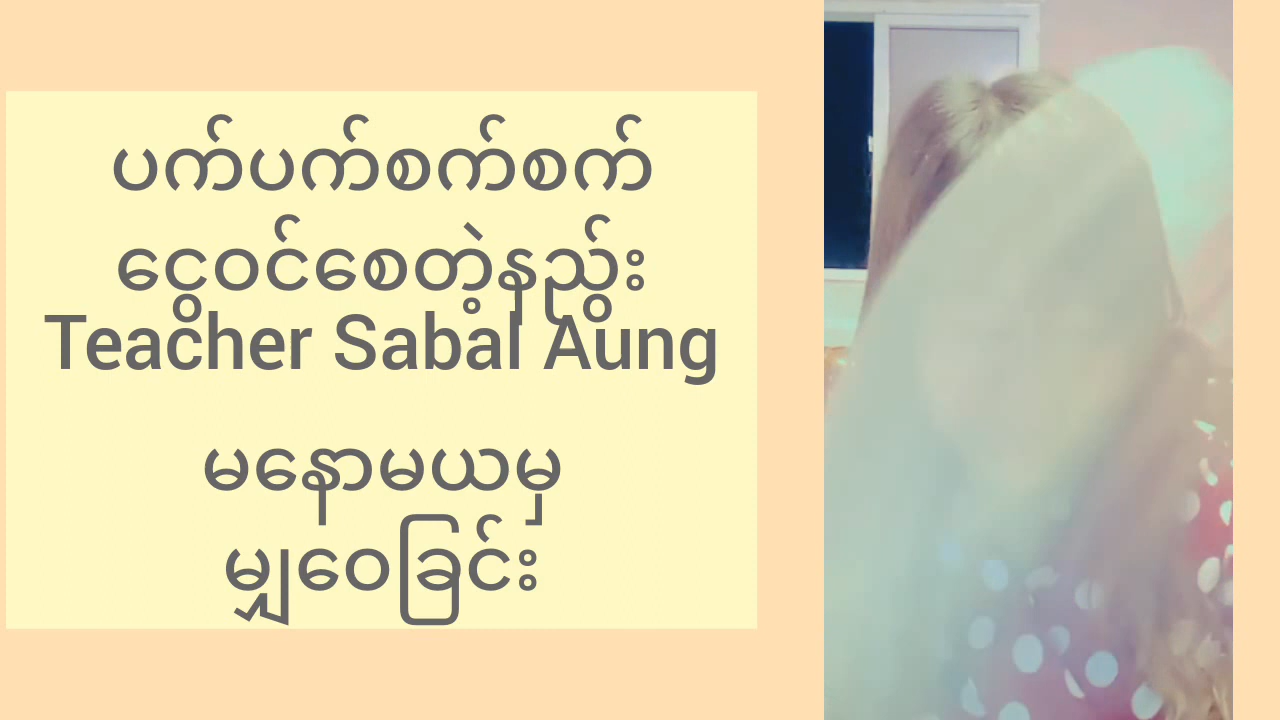 ပက်ပက်စက်စက်
ငွေဝင်စေတဲ့နည်း
Teacher Sabal Aung
မနောမယမှ
မျှဝေခြင်း